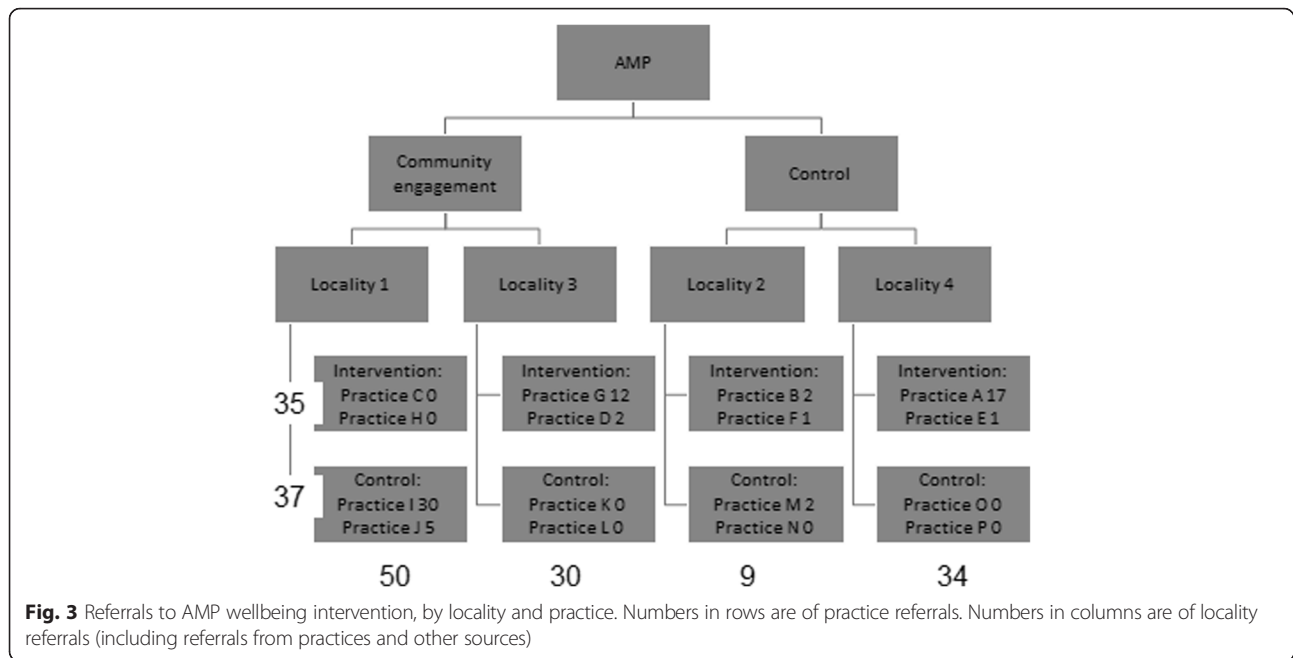 AMP
Community
engagement
Control
Locality 1
Locality 3
Locality 2
Locality 4
35
Intervention:
Practice C 0
Practice H 0
Intervention:
Practice G 12
Practice D 2
Intervention:
Practice B 2
Practice F 1
Intervention:
Practice A 17
Practice E 1
37
Control:
Practice I 30
Practice J 5
Control:
Practice K 0
Practice L 0
Control:
Practice M 2
Practice N 0
Control:
Practice O 0
Practice P 0
50
30
9
34
Fig. 3 Referrals to AMP wellbeing intervention, by locality and practice. Numbers in rows are of practice referrals. Numbers in columns are of locality
referrals (including referrals from practices and other sources)